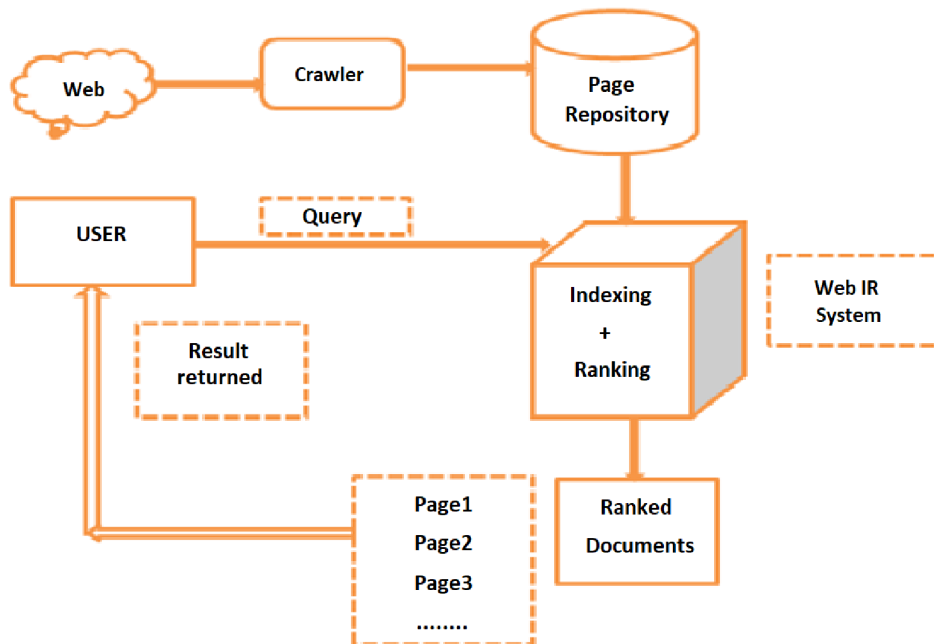 Web
Crawler
Page
Repository
USER
Query
Indexing
+
Ranking
Web IR
System
Result
returned
Page1
Page2
Page3
........
Ranked
Documents